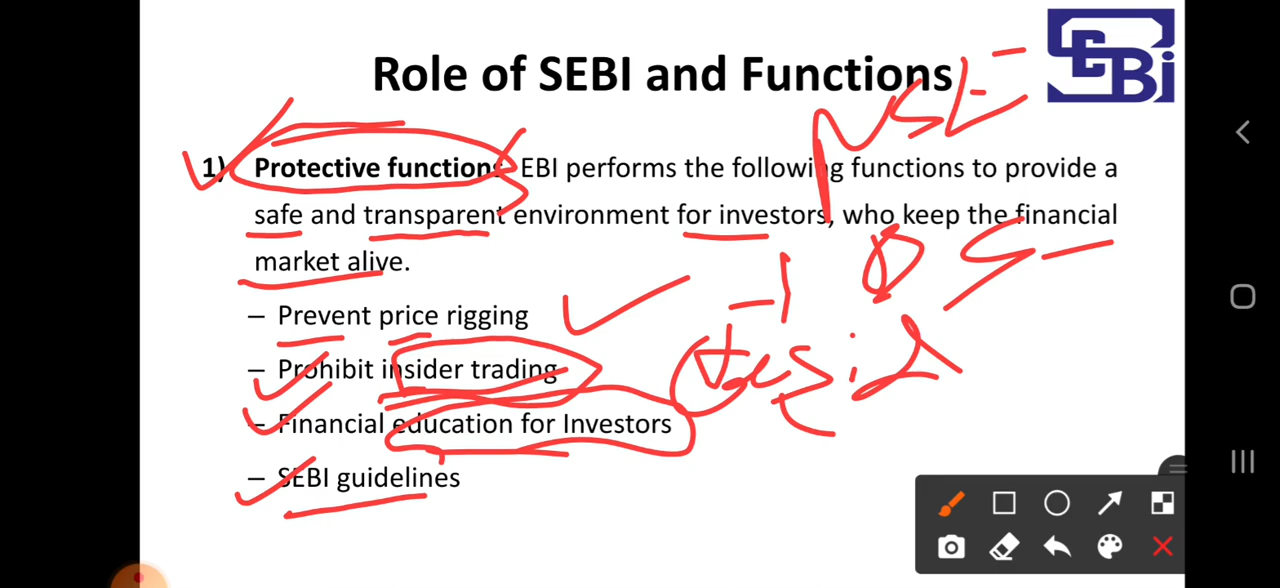 Role of SEBI and Functions
SEBI
NSE
1) Protective functions EBI performs the following functions to provide a
safe and transparent environment for investors, who keep the financial
market alive.
– Prevent price rigging
– Prohibit insider trading
– Financial education for Investors
– SEBI guidelines